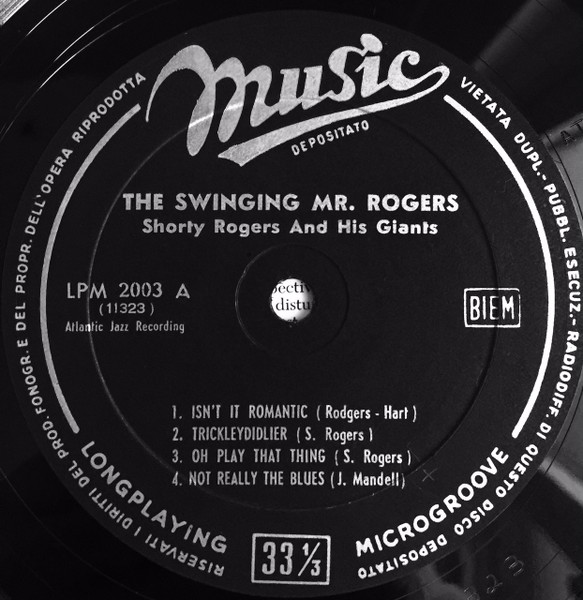 Music
DEPOSITATO
THE SWINGING MR. ROGERS
Shorty Rogers And His Giants
LPM 2003 A
(11323)
Atlantic Jazz Recording
BIEM
distu
1. ISN'T IT ROMANTIC (Rodgers - Hart)
2. TRICKLEYDIDLIER (S. Rogers)
3. OH PLAY THAT THING (S. Rogers)
4. NOT REALLY THE BLUES (J. Mandell)
LONGPLAYiNG
33 1/3
MICROGROOVE
RISERVATI I DIRITTI DEL PROD. FONOGR. E DEL PROPR. DELL'OPERA RIPRODOTTA
VIETATA DUPL.- PUBBL. ESECUZ.- RADIODIFF. DI QUESTO DISCO DEPOSITATO